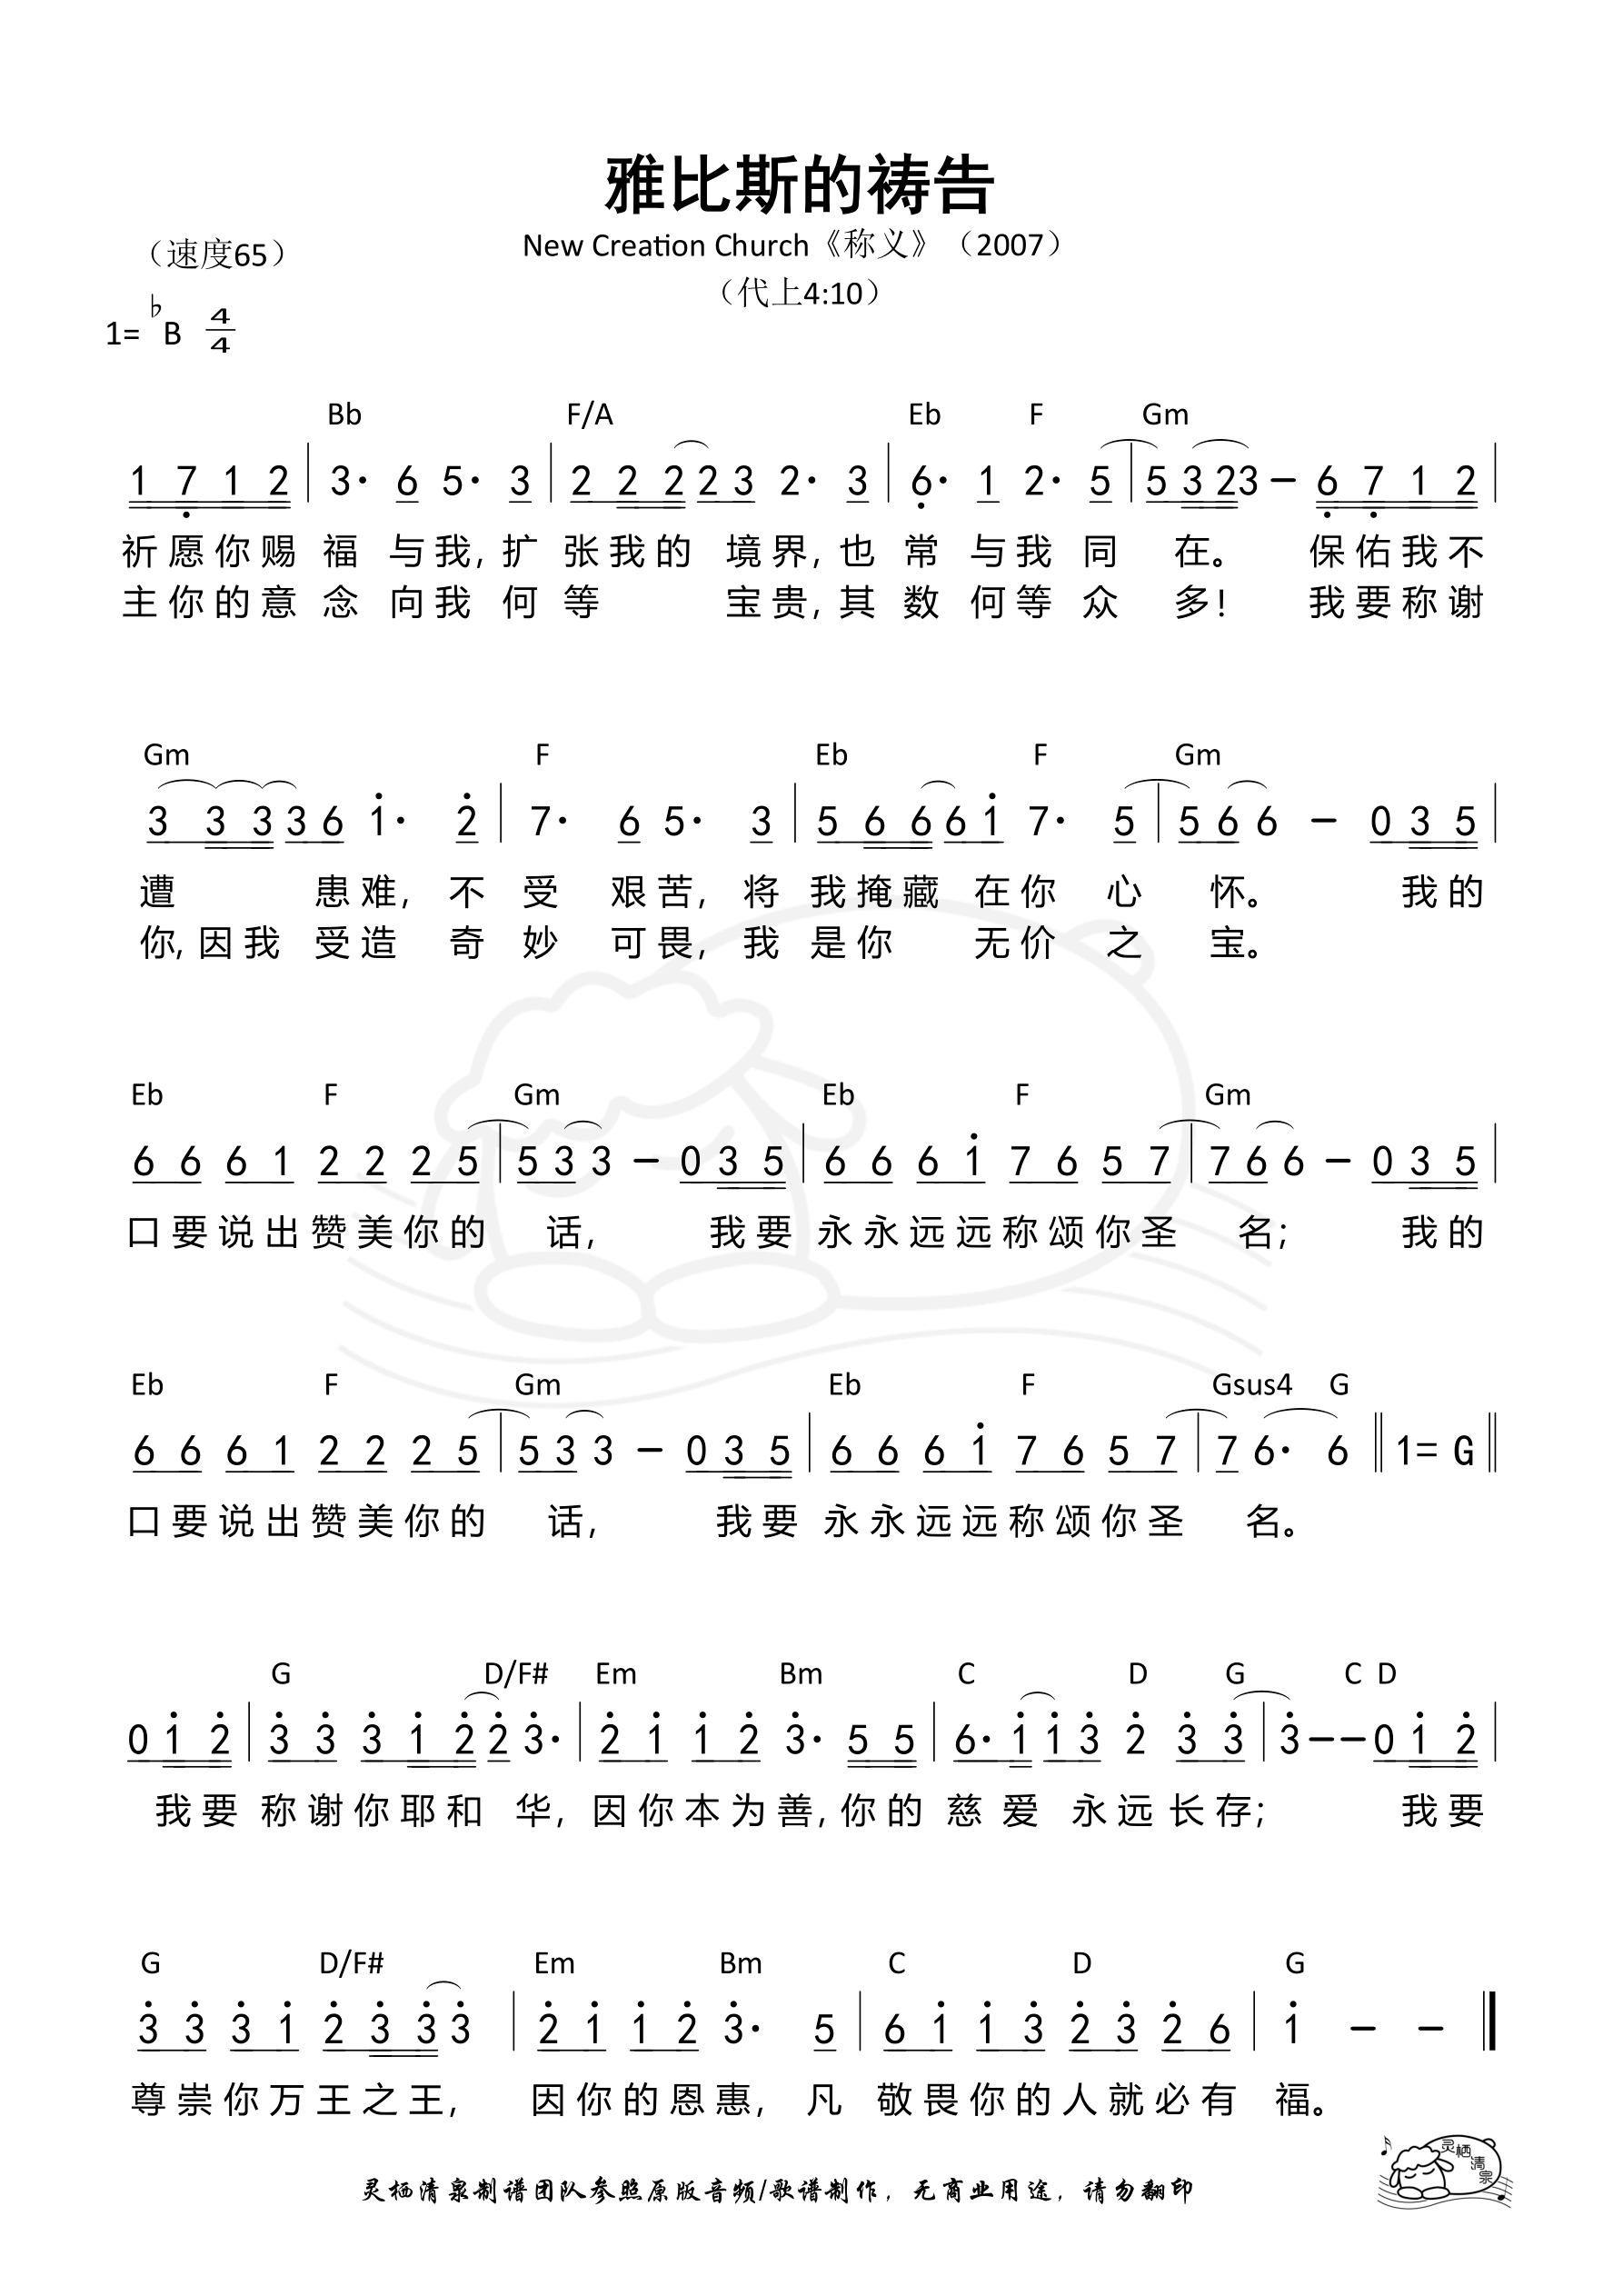 雅比斯的祷告
New Creation Church《称义》（2007）
（速度65）
（代上4:10）
1= ♭B 4/4
Bb F/A Eb F Gm
1 7 1 2 | 3· 6 5· 3 | 2 2 2 2 3 2· 3 | 6· 1 2· 5 | 5 3 2 3 – 6 7 1 2 |
祈愿你赐 福 与我，扩 张我的 境界，也 常 与我 同 在。 保佑我不
主你的意 念 向我 何 等 宝贵，其 数 何等 众 多！ 我要称谢
Gm F Eb F Gm
3 3 3 3 6 1· 2 | 7· 6 5· 3 | 5 6 6 6 1 7· 5 | 5 6 6 – 0 3 5 |
遭 患难，不 受 艰苦，将 我掩藏 在你 心 怀。 我的
你，因我 受造 奇 妙 可畏，我 是你 无价 之 宝。
Eb F Gm Eb F Gm
6 6 6 1 2 2 2 5 | 5 3 3 – 0 3 5 | 6 6 6 1 7 6 5 7 | 7 6 6 – 0 3 5 |
口要说出赞美你的 话， 我要 永永远远称颂你圣 名； 我的
Eb F Gm Eb F Gsus4 G
6 6 6 1 2 2 2 5 | 5 3 3 – 0 3 5 | 6 6 6 1 7 6 5 7 | 7 6· 6 ‖ 1= G ‖
口要说出赞美你的 话， 我要 永永远远称颂你圣 名。
G D/F# Em Bm C D G C D
0 1 2 | 3 3 3 1 2 2 3· | 2 1 1 2 3· 5 5 | 6· 1 1 3 2 3 3 | 3 – – 0 1 2 |
我要 称谢你耶和 华，因你本为善，你的 慈爱 永远长存； 我要
G D/F# Em Bm C D G
3 3 3 1 2 3 3 3 | 2 1 1 2 3· 5 | 6 1 1 3 2 3 2 6 | 1 – – ‖
尊崇你万王之王， 因你的恩惠，凡 敬畏你的人就必有 福。
灵栖清泉制谱团队参照原版音频/歌谱制作，无商业用途，请勿翻印
灵栖清泉